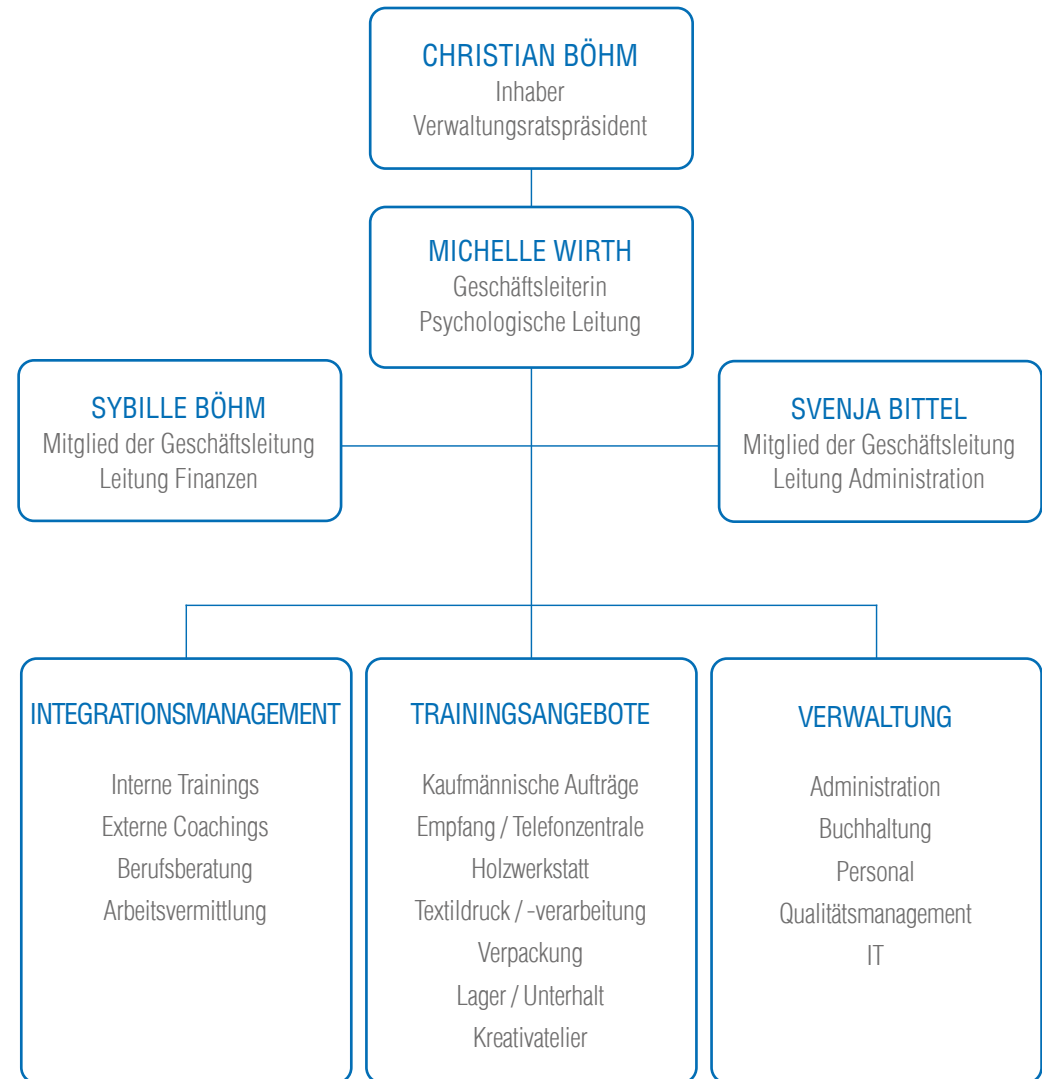 CHRISTIAN BÖHM
Inhaber
Verwaltungsratspräsident
MICHELLE WIRTH
Geschäftsleiterin
Psychologische Leitung
SYBILLE BÖHM
Mitglied der Geschäftsleitung
Leitung Finanzen
SVENJA BITTEL
Mitglied der Geschäftsleitung
Leitung Administration
INTEGRATIONSMANAGEMENT
Interne Trainings
Externe Coachings
Berufsberatung
Arbeitsvermittlung
TRAININGSANGEBOTE
Kaufmännische Aufträge
Empfang / Telefonzentrale
Holzwerkstatt
Textildruck / -verarbeitung
Verpackung
Lager / Unterhalt
Kreativatelier
VERWALTUNG
Administration
Buchhaltung
Personal
Qualitätsmanagement
IT